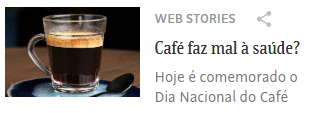 WEB STORIES
Café faz mal à saúde?
Hoje é comemorado o
Dia Nacional do Café